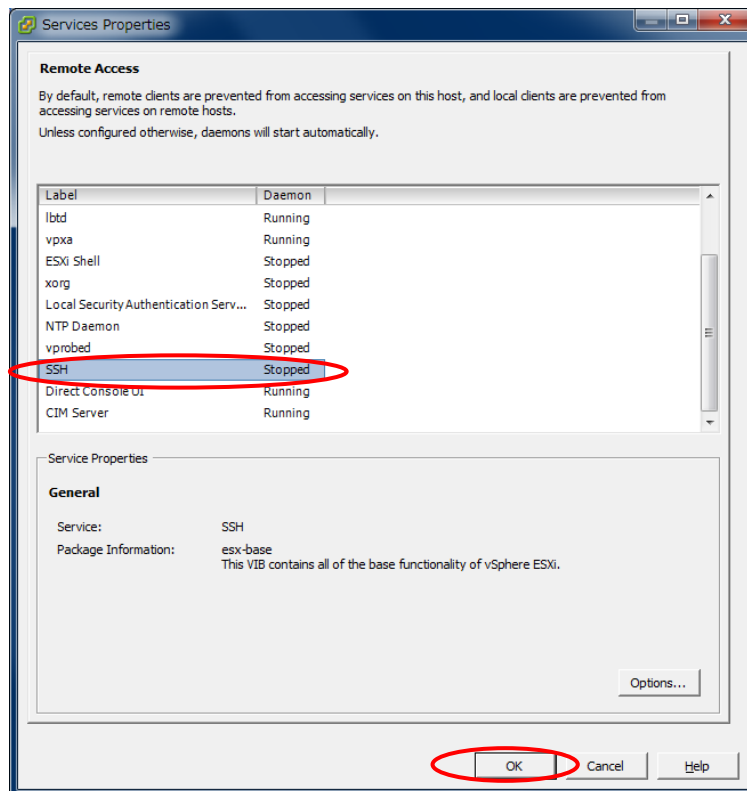 Services Properties
Remote Access
By default, remote clients are prevented from accessing services on this host, and local clients are prevented from
accessing services on remote hosts.
Unless configured otherwise, daemons will start automatically.
Label Daemon
lbtd Running
vpxa Running
ESXi Shell Stopped
xorg Stopped
Local Security Authentication Serv... Stopped
NTP Daemon Stopped
vprobed Stopped
SSH Stopped
Direct Console UI Running
CIM Server Running
Service Properties
General
Service: SSH
Package Information: esx-base
This VIB contains all of the base functionality of vSphere ESXi.
Options...
OK Cancel Help